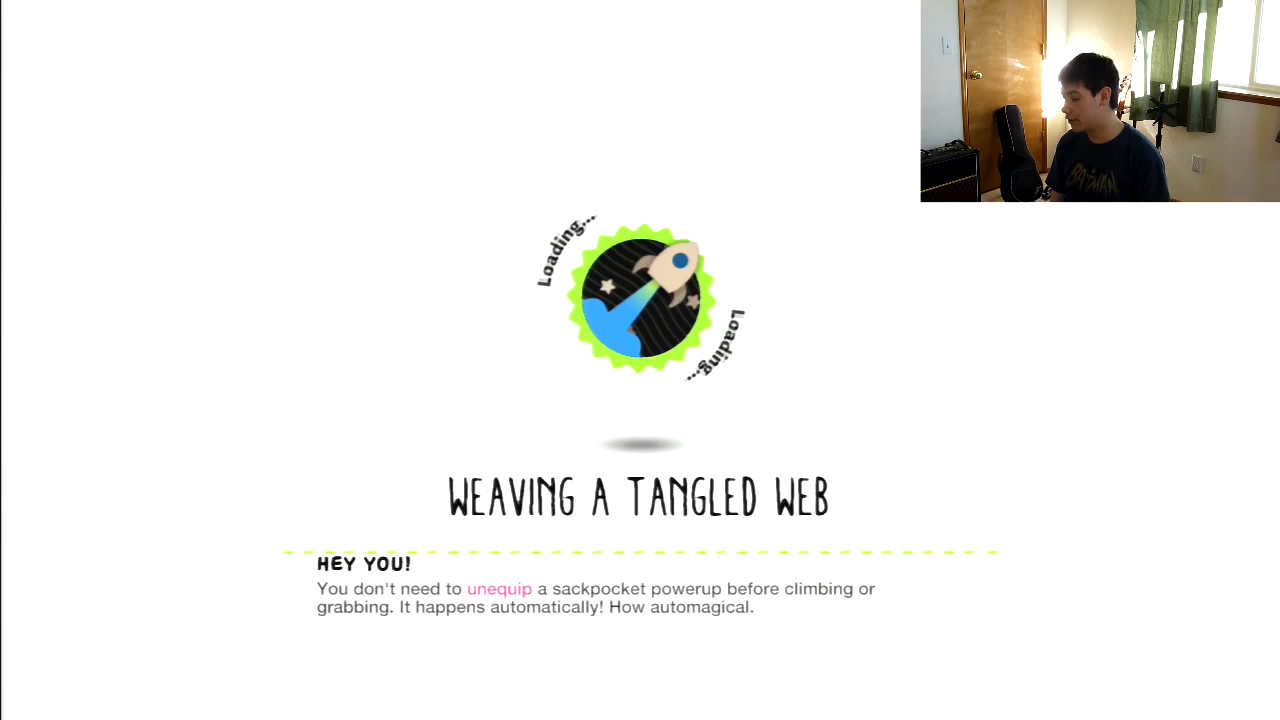 Loading...
Loading...
BATMAN
WEAVING A TANGLED WEB
HEY YOU!
You don't need to unequip a sackpocket powerup before climbing or
grabbing. It happens automatically! How automagical.